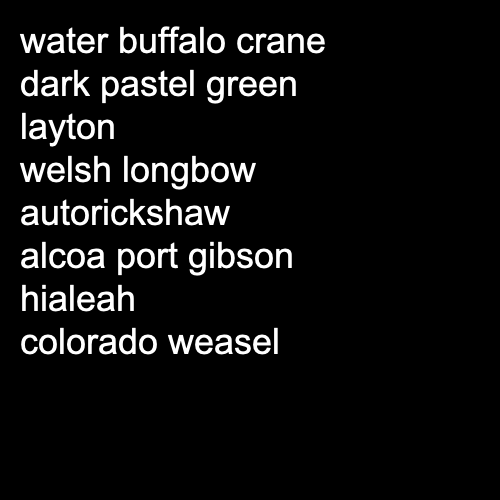 water buffalo crane
dark pastel green
layton
welsh longbow
autorickshaw
alcoa port gibson
hialeah
colorado weasel